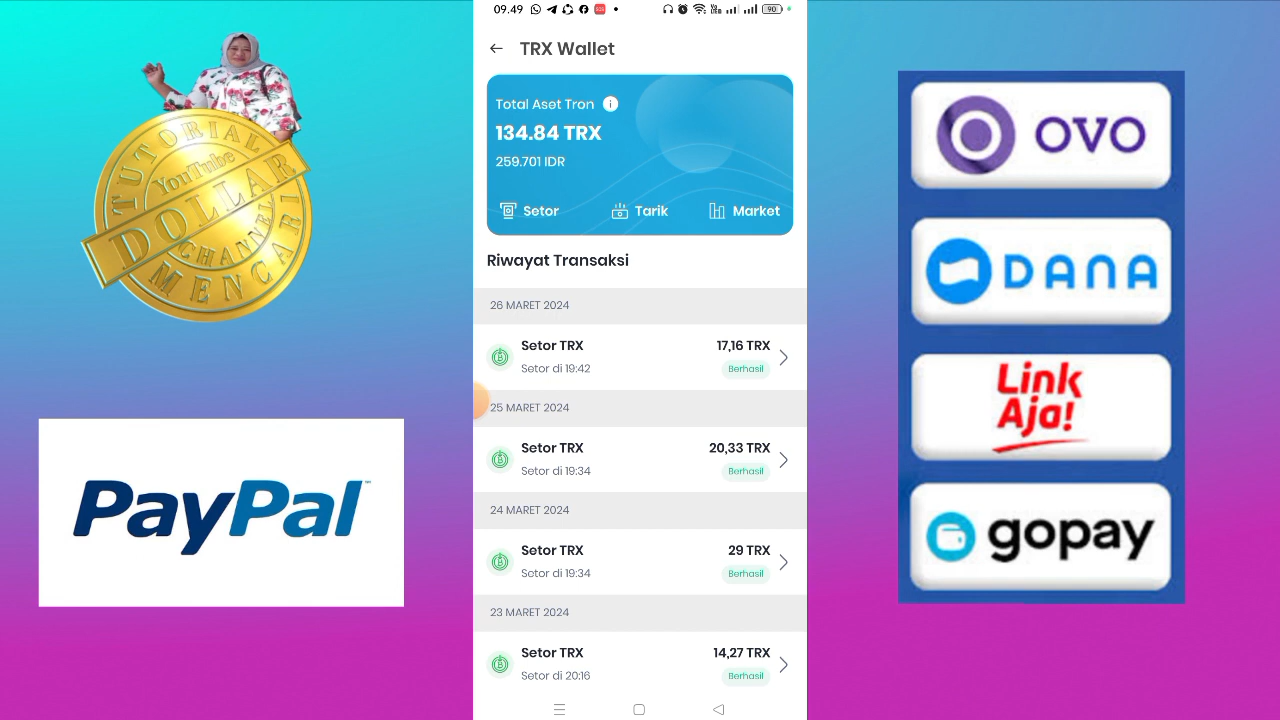 TUTORIAL
YouTube
DOLLAR
CHANNEL
MENCARI
PayPal
09.49
90
TRX Wallet
Total Aset Tron
134.84 TRX
259.701 IDR
Setor Tarik Market
Riwayat Transaksi
26 MARET 2024
Setor TRX 17,16 TRX
Setor di 19:42 Berhasil
25 MARET 2024
Setor TRX 20,33 TRX
Setor di 19:34 Berhasil
24 MARET 2024
Setor TRX 29 TRX
Setor di 19:34 Berhasil
23 MARET 2024
Setor TRX 14,27 TRX
Setor di 20:16 Berhasil
OVO
DANA
Link
Aja!
gopay